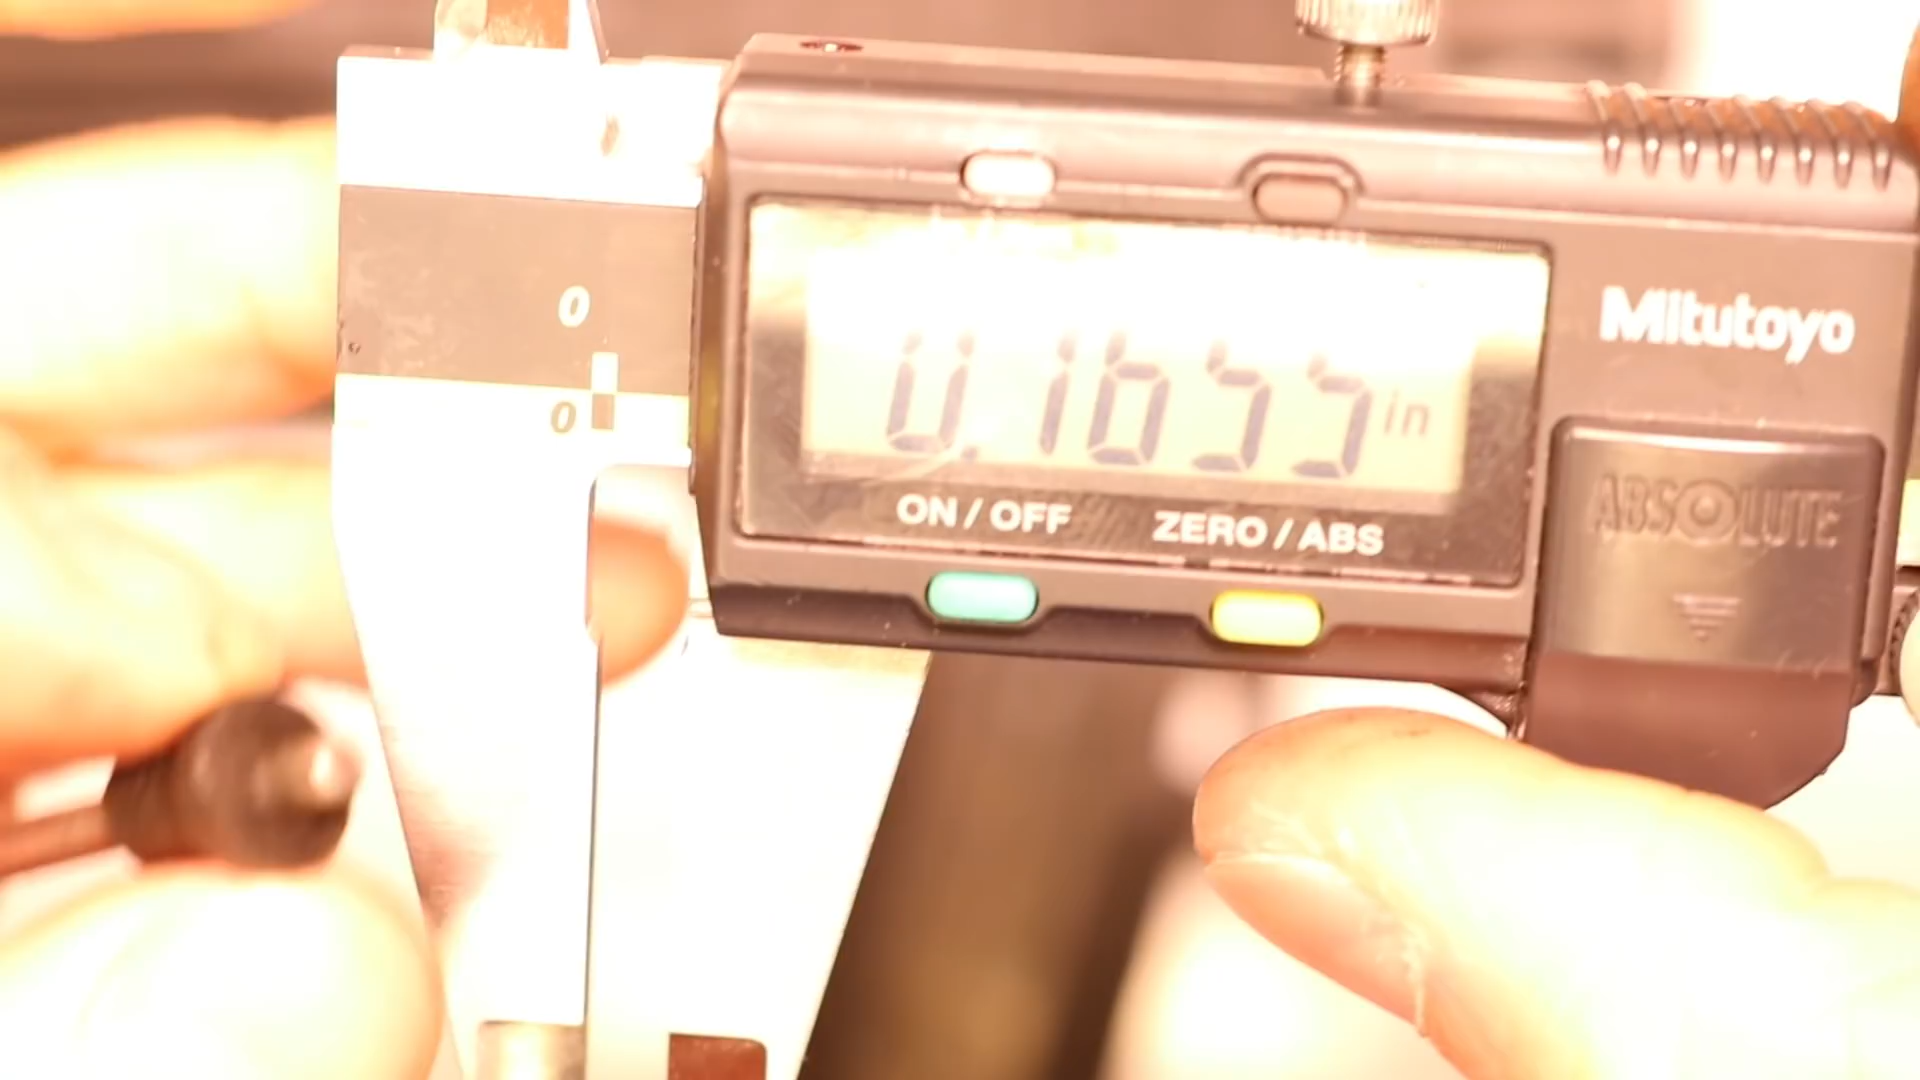 0
0
0.1655 in
Mitutoyo
ABSOLUTE
ON / OFF ZERO / ABS